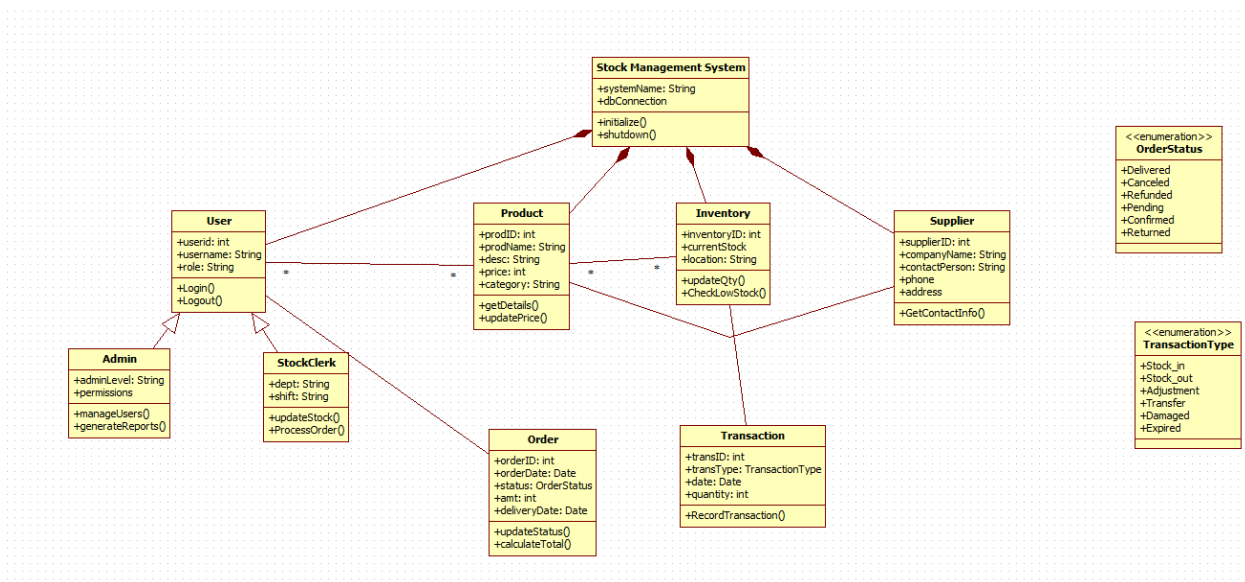 Stock Management System
+systemName: String
+dbConnection
+initialize()
+shutdown()
<<enumeration>>
OrderStatus
+Delivered
+Canceled
+Refunded
+Pending
+Confirmed
+Returned
User
+userid: int
+username: String
+role: String
+Login()
+Logout()
Product
+prodID: int
+prodName: String
+desc: String
+price: int
+category: String
+getDetails()
+updatePrice()
Inventory
+inventoryID: int
+currentStock
+location: String
+updateQty()
+CheckLowStock()
Supplier
+supplierID: int
+companyName: String
+contactPerson: String
+phone
+address
+GetContactInfo()
*
*
*
*
<<enumeration>>
TransactionType
+Stock_in
+Stock_out
+Adjustment
+Transfer
+Damaged
+Expired
Admin
+adminLevel: String
+permissions
+manageUsers()
+generateReports()
StockClerk
+dept: String
+shift: String
+updateStock()
+ProcessOrder()
Order
+orderID: int
+orderDate: Date
+status: OrderStatus
+amt: int
+deliveryDate: Date
+updateStatus()
+calculateTotal()
Transaction
+transID: int
+transType: TransactionType
+date: Date
+quantity: int
+RecordTransaction()